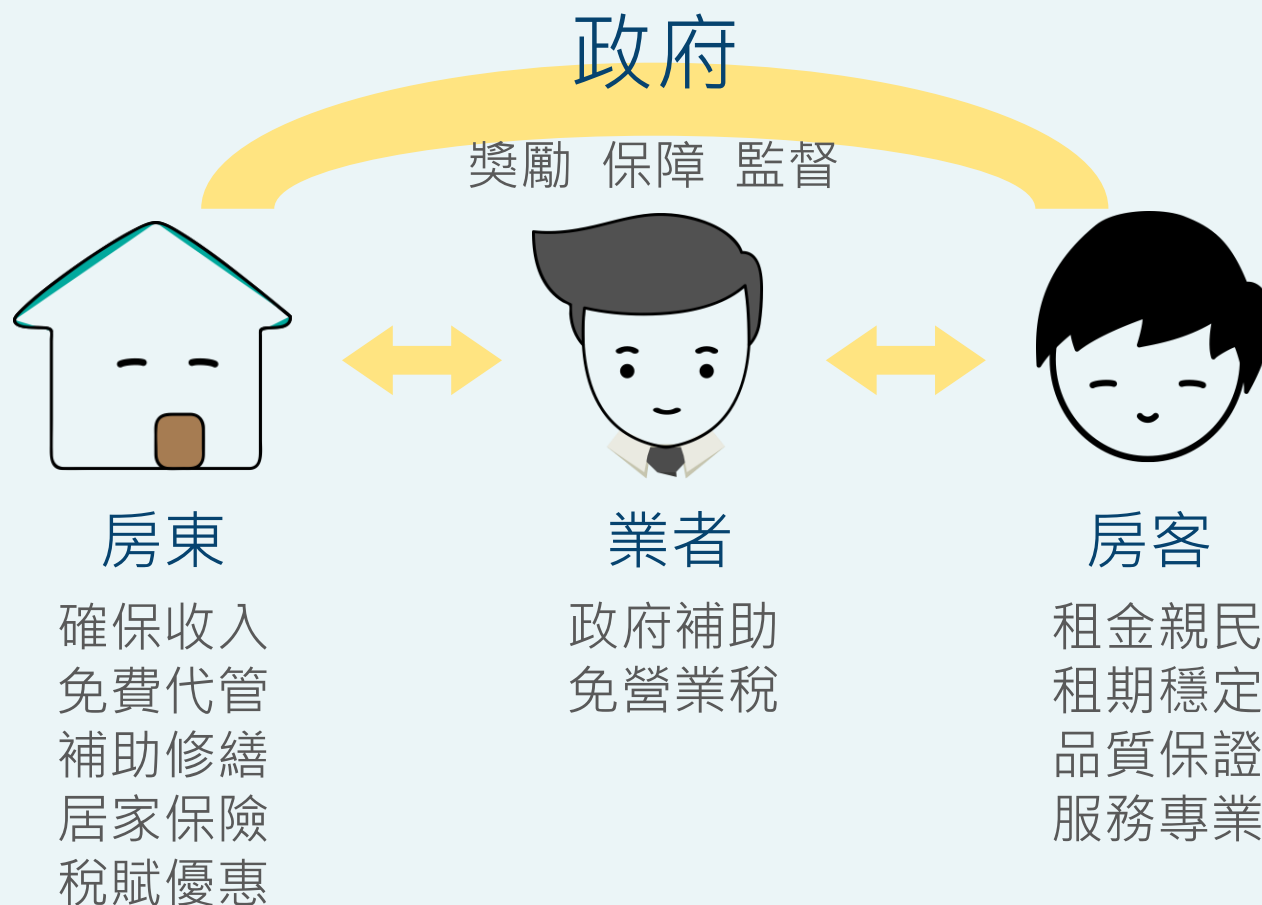 政府
獎勵 保障 監督
房東
確保收入
免費代管
補助修繕
居家保險
稅賦優惠
業者
政府補助
免營業稅
房客
租金親民
租期穩定
品質保證
服務專業